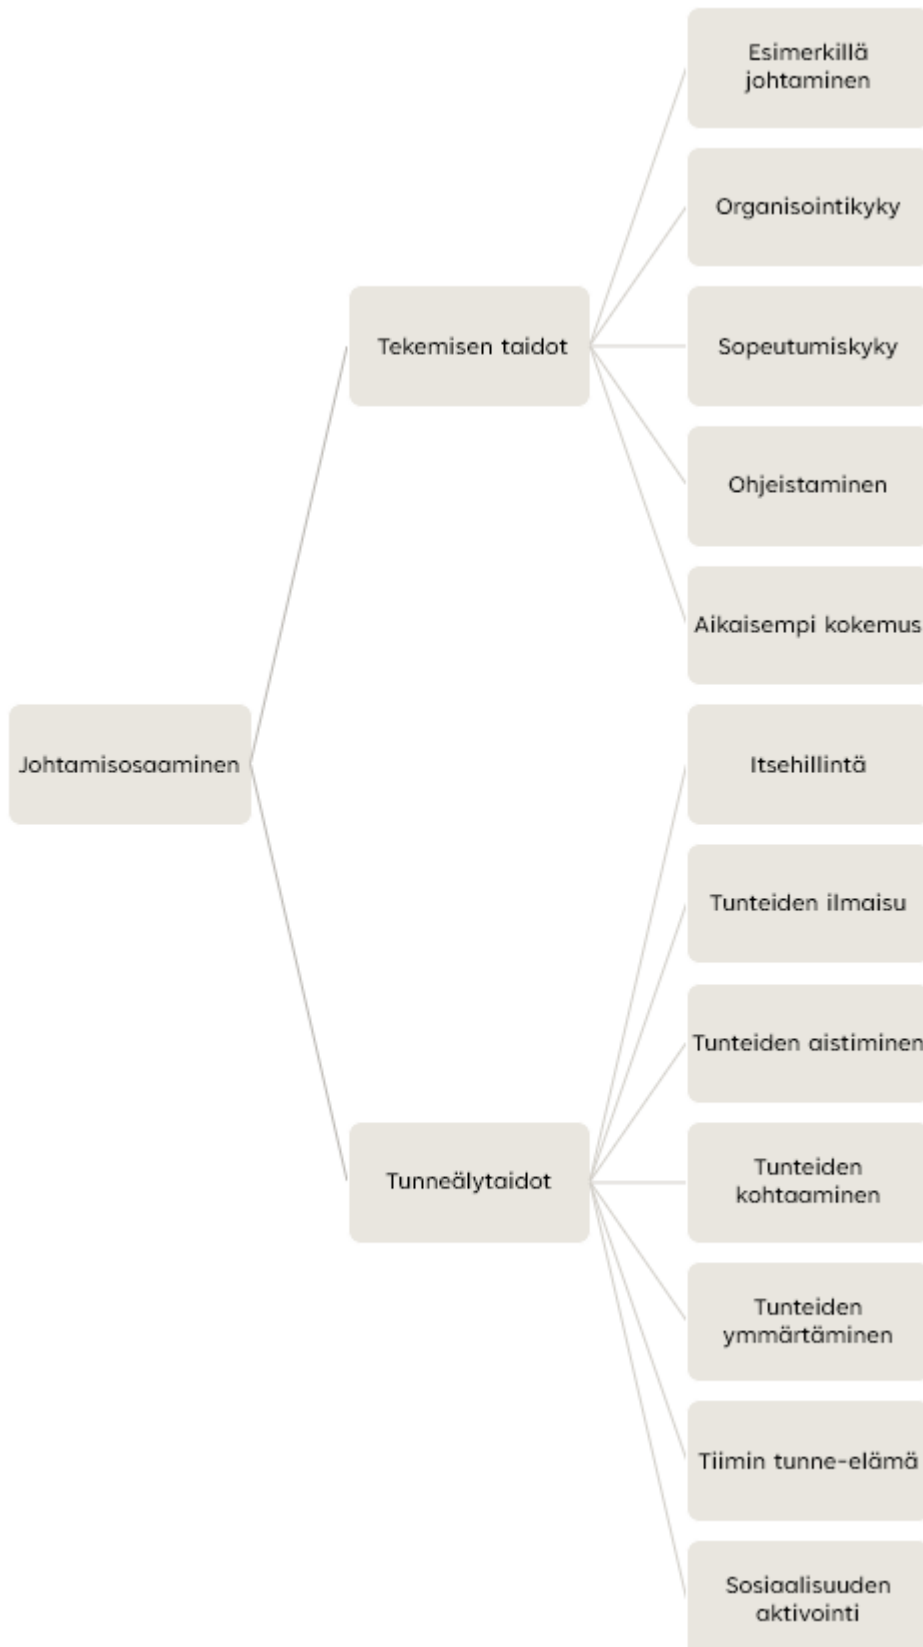 Esimerkillä
johtaminen
Organisointikyky
Tekemisen taidot
Sopeutumiskyky
Ohjeistaminen
Aikaisempi kokemus
Johtamisosaaminen
Itsehillintä
Tunteiden ilmaisu
Tunteiden aistiminen
Tunneälytaidot
Tunteiden
kohtaaminen
Tunteiden
ymmärtäminen
Tiimin tunne-elämä
Sosiaalisuuden
aktivointi